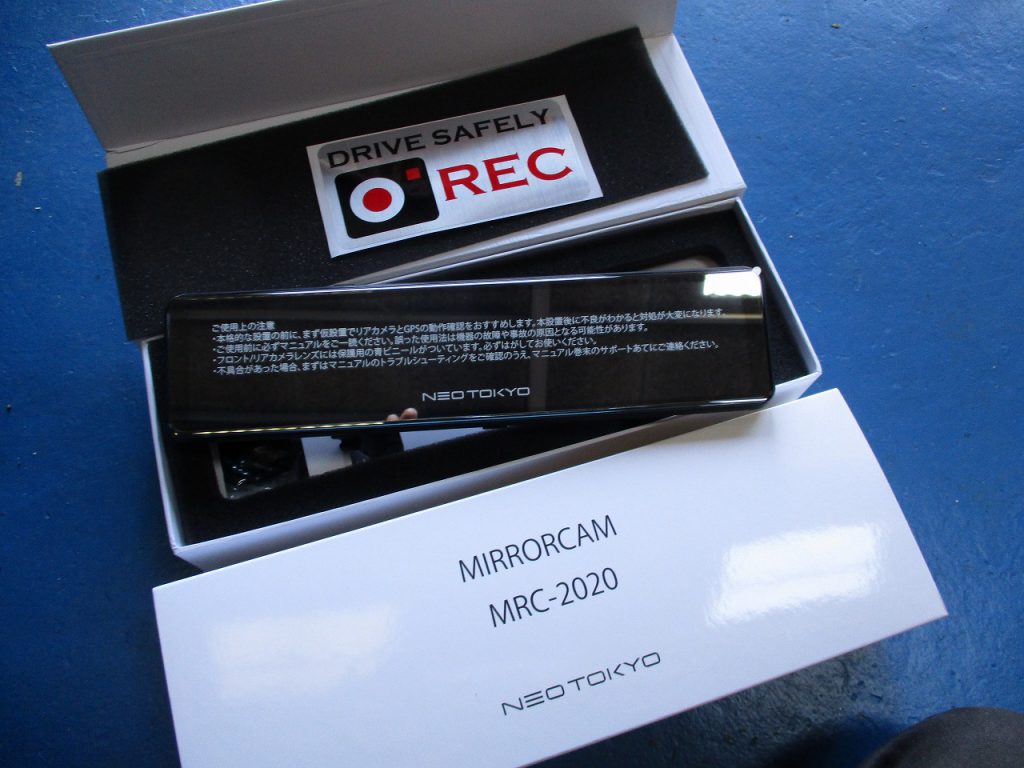 DRIVE SAFELY
REC
ご使用上の注意
・本格的な設置の前に、まず仮設置でリアカメラとGPSの動作確認をおすすめします。本設置後に不良がわかると対処が大変になります。
・ご使用前に必ずマニュアルをご一読ください。誤った使用法は機器の故障や事故の原因となる可能性があります。
・フロント/リアカメラレンズには保護用の青ビニールがついています。必ずはがしてお使いください。
・不具合があった場合、まずはマニュアルのトラブルシューティングをご確認のうえ、マニュアル巻末のサポートあてにご連絡ください。
NEOTOKYO
MIRRORCAM
MRC-2020
NEOTOKYO